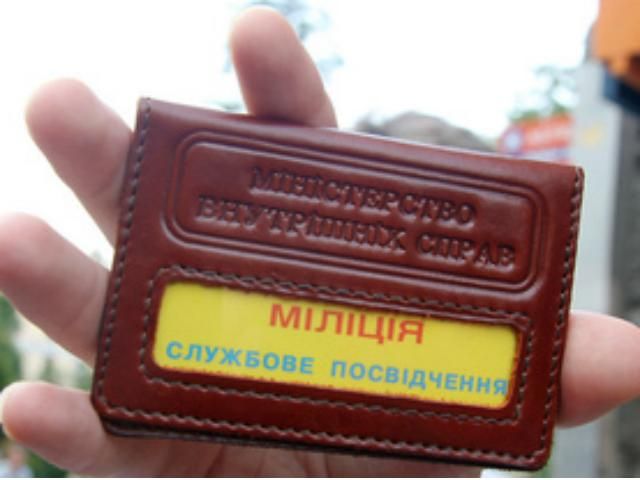 МІНІСТЕРСТВО
ВНУТРІШНІХ СПРАВ
МІЛІЦІЯ
СЛУЖБОВЕ ПОСВІДЧЕННЯ